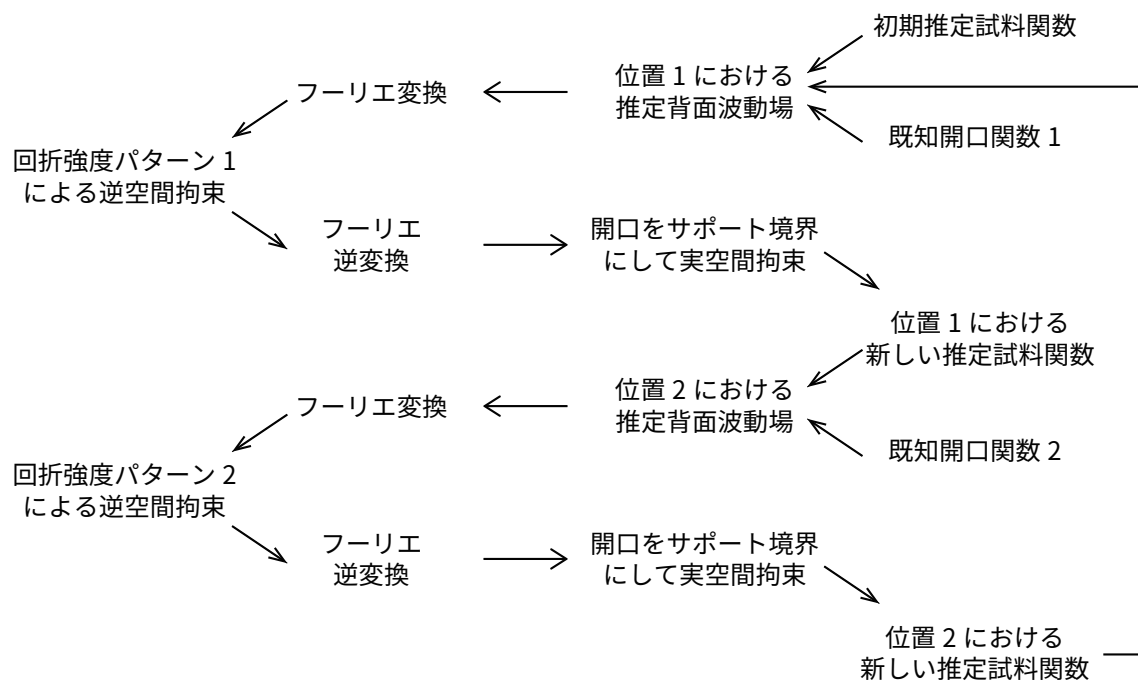 初期推定試料関数
位置 1 における
推定背面波動場
フーリエ変換
既知開口関数 1
回折強度パターン 1
による逆空間拘束
フーリエ
逆変換
開口をサポート境界
にして実空間拘束
位置 1 における
新しい推定試料関数
位置 2 における
推定背面波動場
フーリエ変換
既知開口関数 2
回折強度パターン 2
による逆空間拘束
フーリエ
逆変換
開口をサポート境界
にして実空間拘束
位置 2 における
新しい推定試料関数